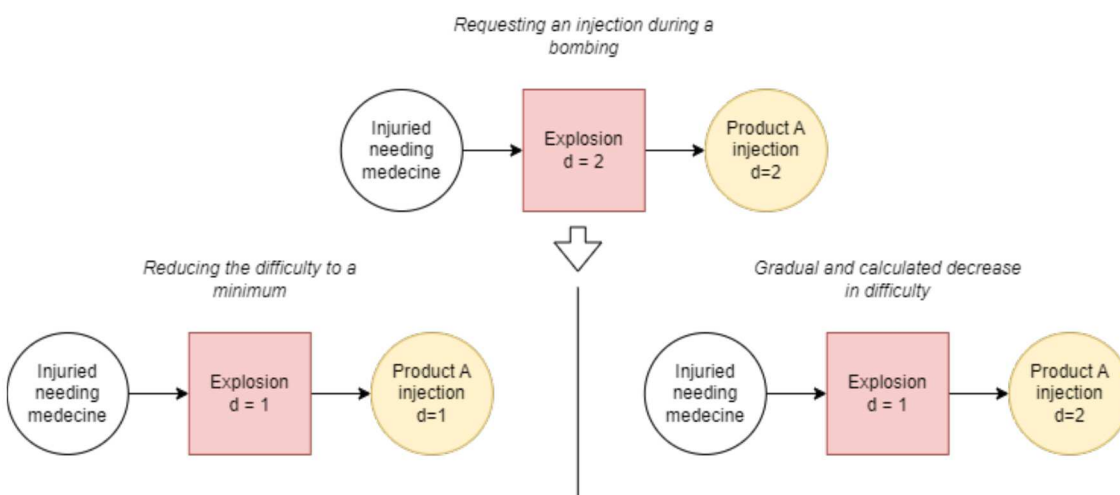 Requesting an injection during a
bombing
Injuried
needing
medecine
Explosion
d = 2
Product A
injection
d=2
Reducing the difficulty to a
minimum
Gradual and calculated decrease
in difficulty
Injuried
needing
medecine
Explosion
d = 1
Product A
injection
d=1
Injuried
needing
medecine
Explosion
d = 1
Product A
injection
d=2